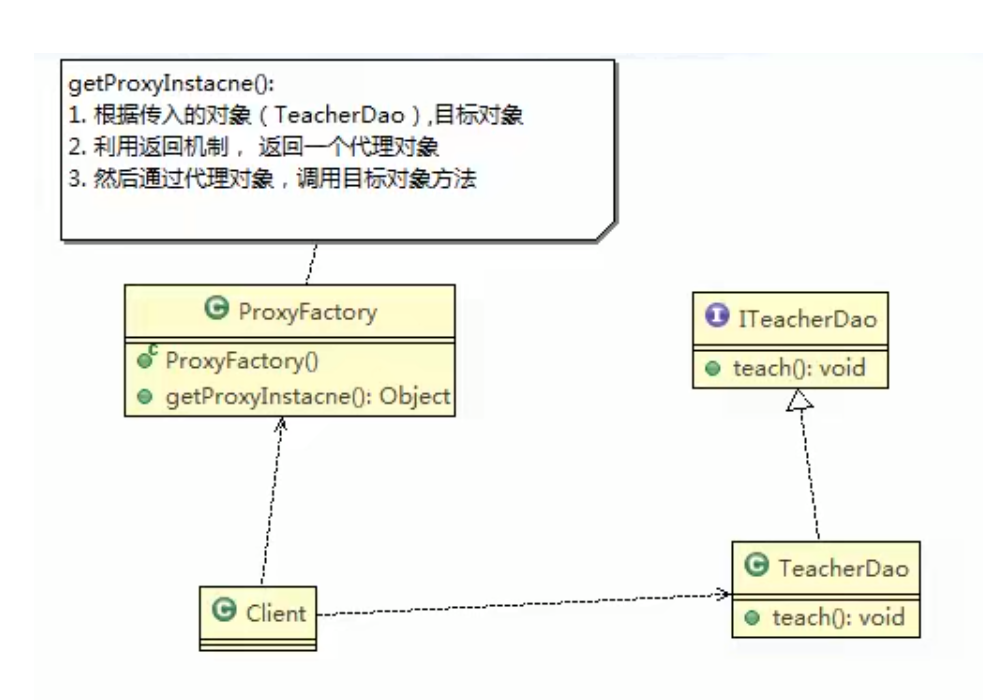 getProxyInstacne():
1. 根据传入的对象（TeacherDao）,目标对象
2. 利用返回机制， 返回一个代理对象
3. 然后通过代理对象，调用目标对象方法
C ProxyFactory
C ProxyFactory()
getProxyInstacne(): Object
I ITeacherDao
teach(): void
C Client
C TeacherDao
teach(): void